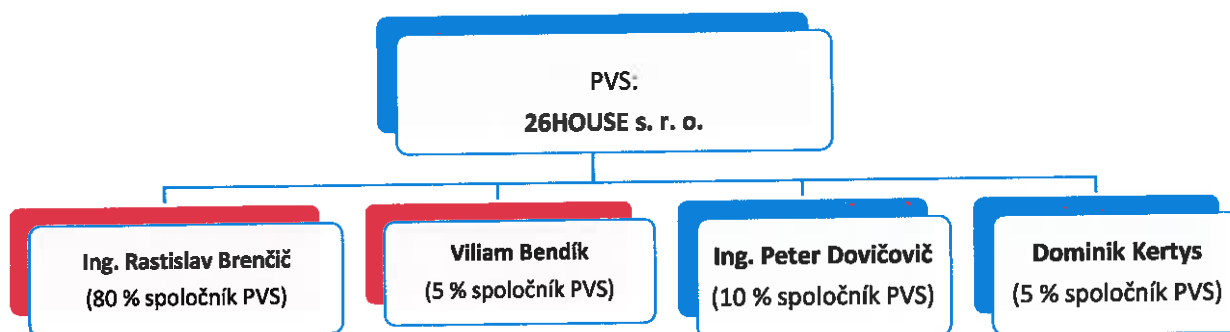 PVS:
26HOUSE s. r. o.
Ing. Rastislav Brenčič
(80 % spoločník PVS)
Viliam Bendík
(5 % spoločník PVS)
Ing. Peter Dovičovič
(10 % spoločník PVS)
Dominik Kertys
(5 % spoločník PVS)